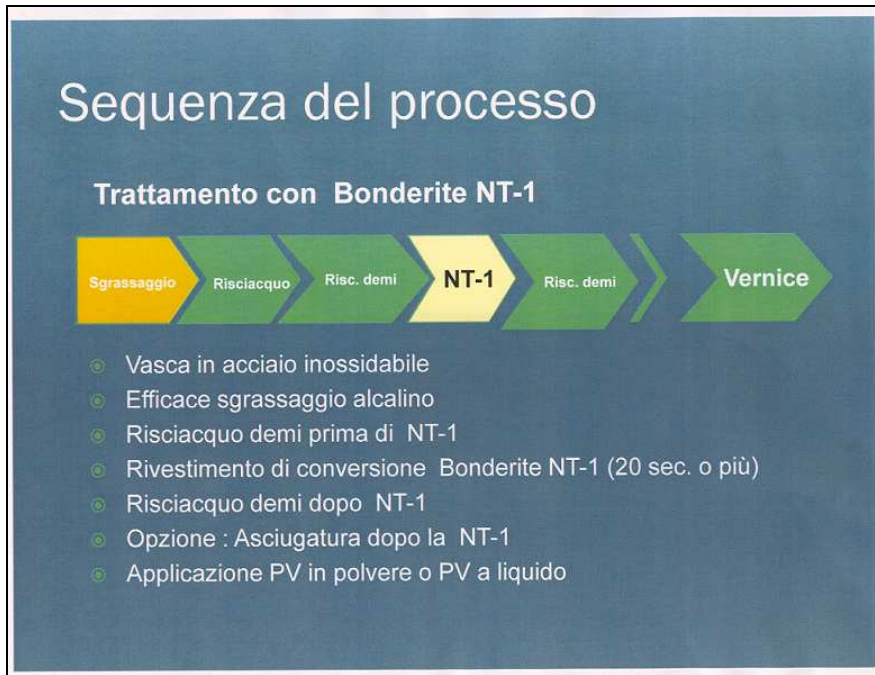 Sequenza del processo
Trattamento con Bonderite NT-1
Sgrassaggio
Risciacquo
Risc. demi
NT-1
Risc. demi
Vernice
Vasca in acciaio inossidabile
Efficace sgrassaggio alcalino
Risciacquo demi prima di NT-1
Rivestimento di conversione Bonderite NT-1 (20 sec. o più)
Risciacquo demi dopo NT-1
Opzione : Asciugatura dopo la NT-1
Applicazione PV in polvere o PV a liquido